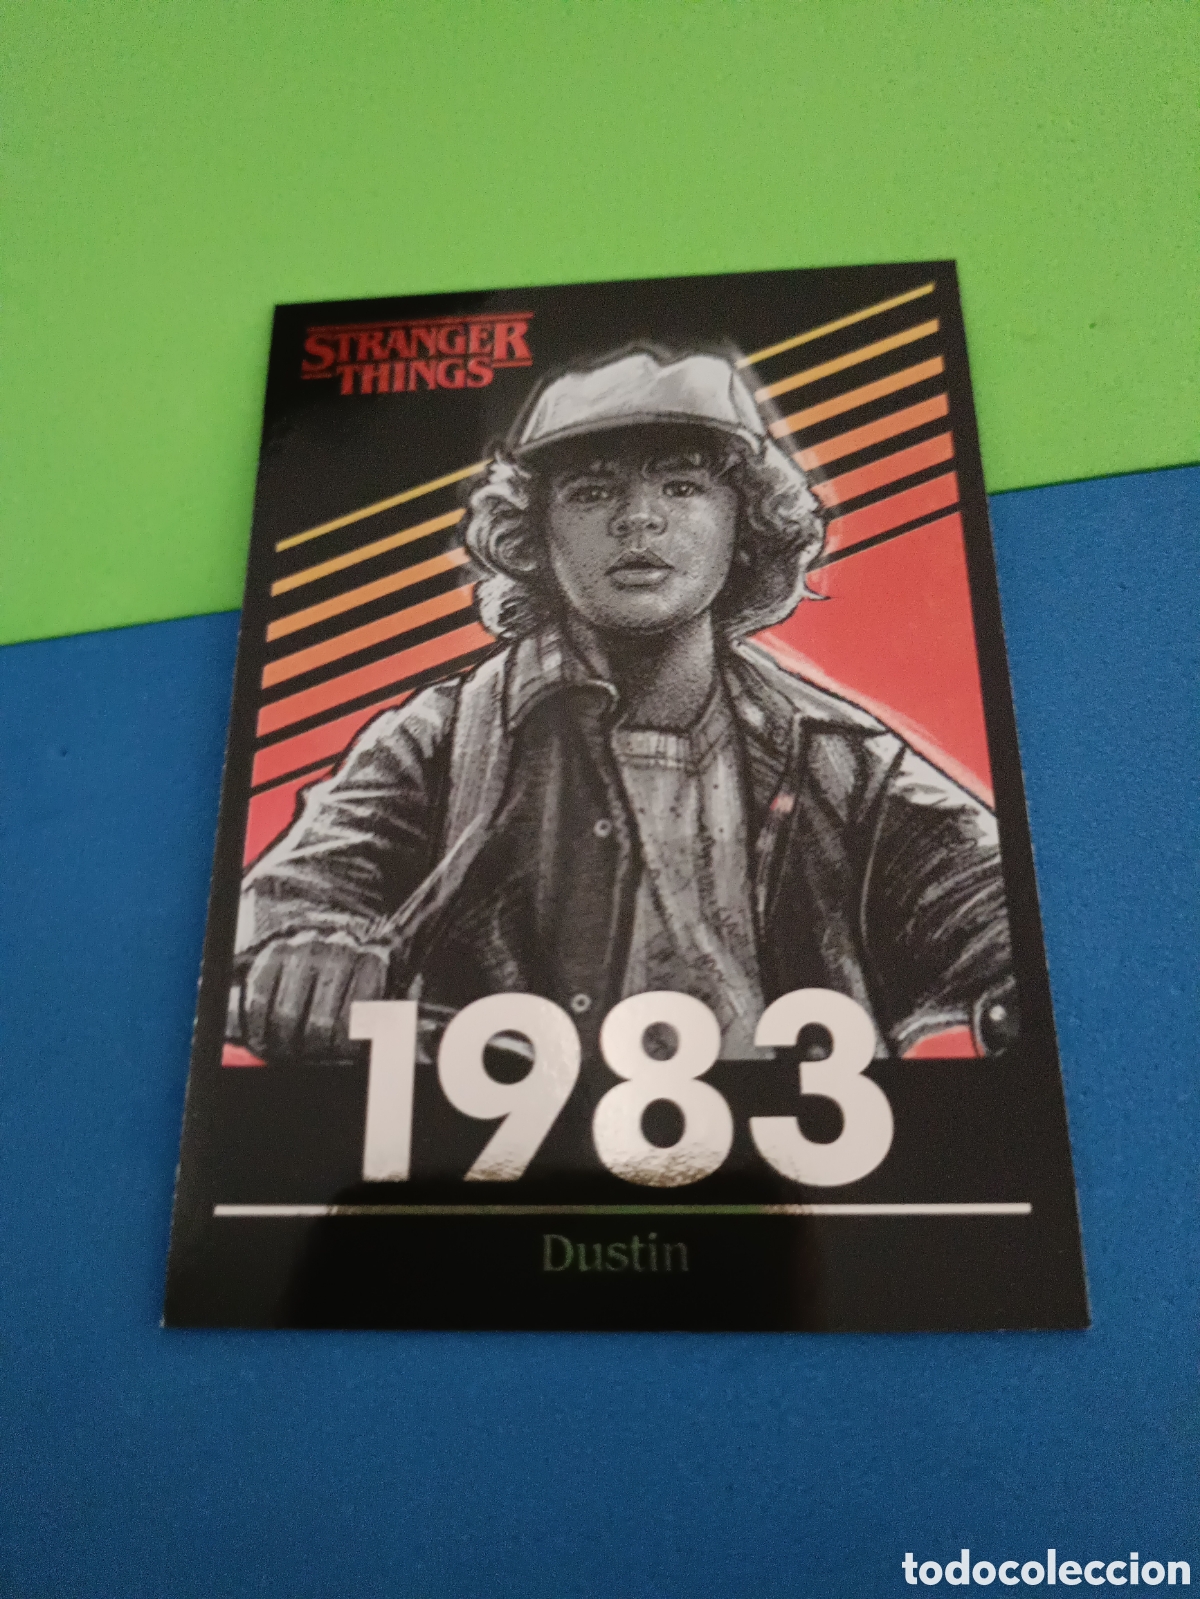 STRANGER
THINGS
1983
Dustin
todocoleccion